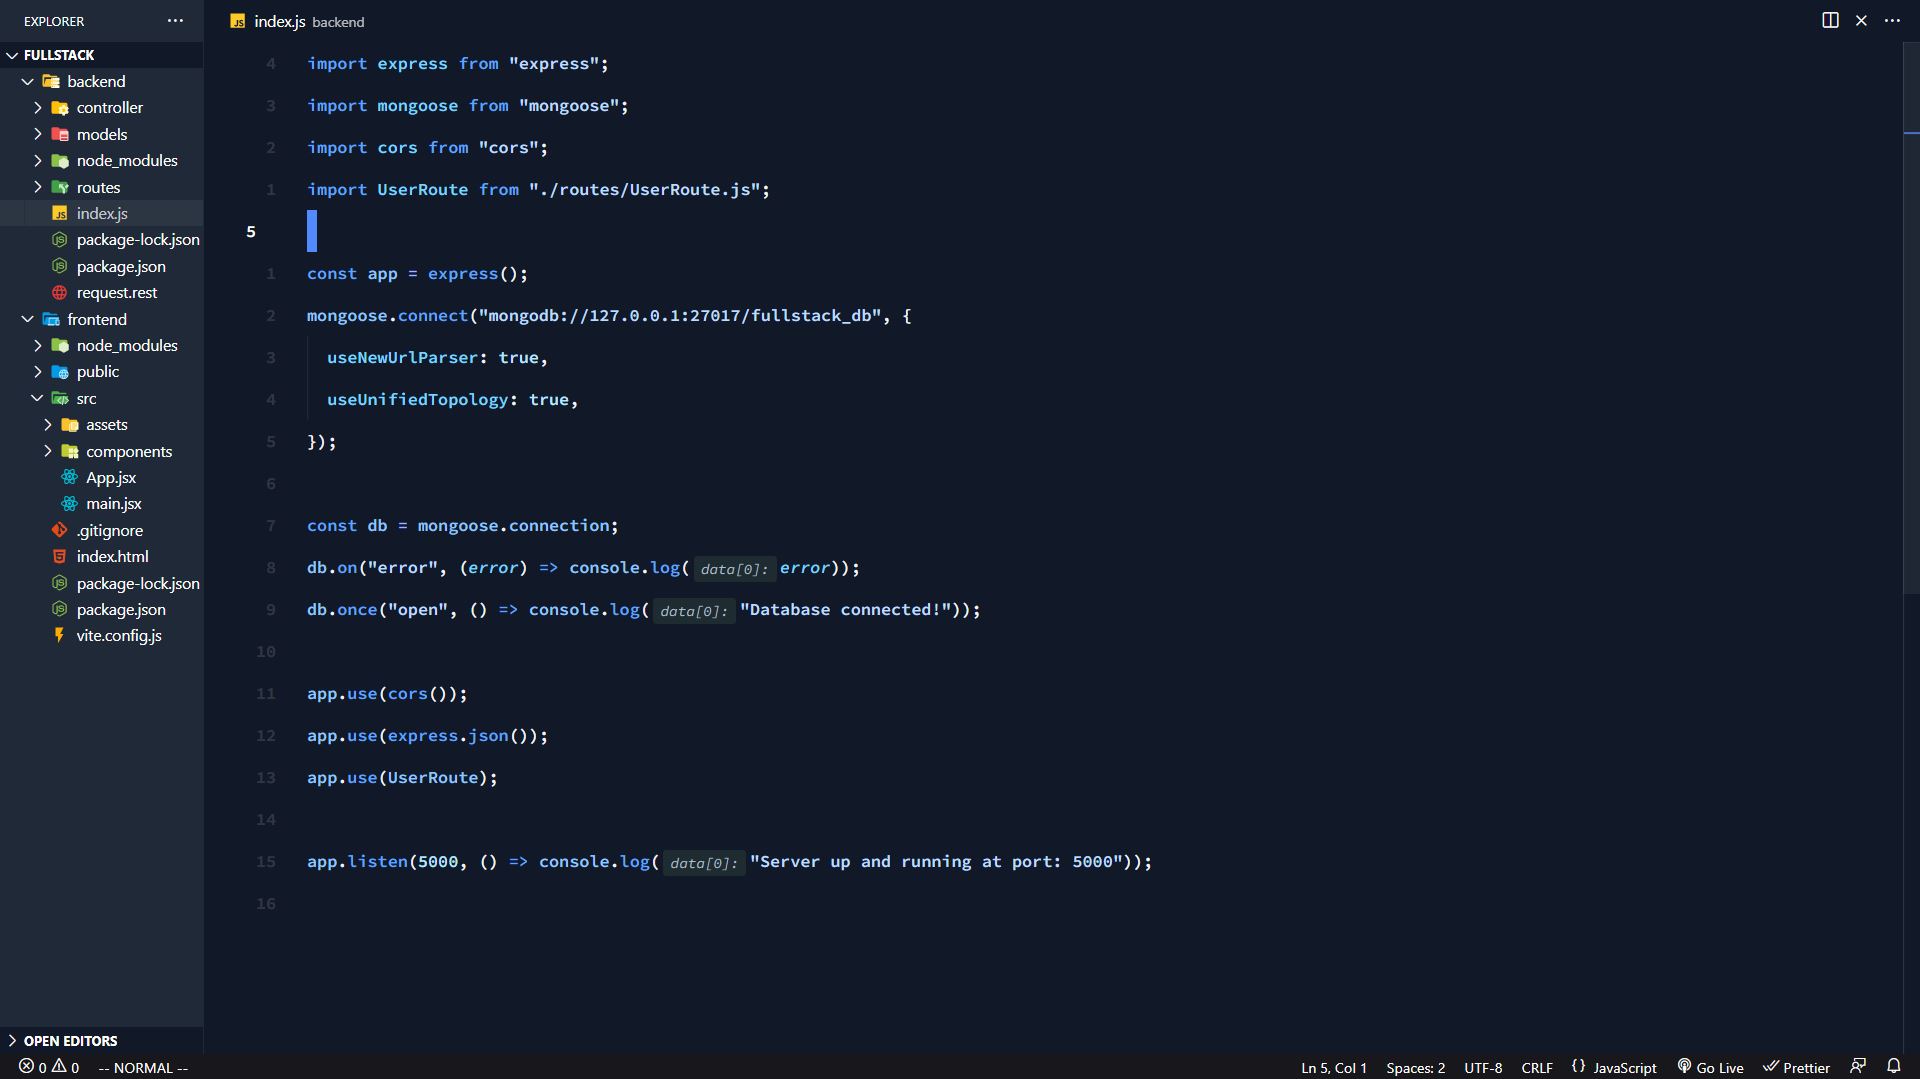 EXPLORER
FULLSTACK
backend
controller
models
node_modules
routes
JS index.js
package-lock.json
package.json
request.rest
frontend
node_modules
public
src
assets
components
App.jsx
main.jsx
.gitignore
index.html
package-lock.json
package.json
vite.config.js
OPEN EDITORS
JS index.js backend
4 import express from "express";
3 import mongoose from "mongoose";
2 import cors from "cors";
1 import UserRoute from "./routes/UserRoute.js";
5
1 const app = express();
2 mongoose.connect("mongodb://127.0.0.1:27017/fullstack_db", {
3 useNewUrlParser: true,
4 useUnifiedTopology: true,
5 });
6
7 const db = mongoose.connection;
8 db.on("error", (error) => console.log( data[0]: error));
9 db.once("open", () => console.log( data[0]: "Database connected!"));
10
11 app.use(cors());
12 app.use(express.json());
13 app.use(UserRoute);
14
15 app.listen(5000, () => console.log( data[0]: "Server up and running at port: 5000"));
16
0 0 -- NORMAL -- Ln 5, Col 1 Spaces: 2 UTF-8 CRLF {} JavaScript Go Live Prettier